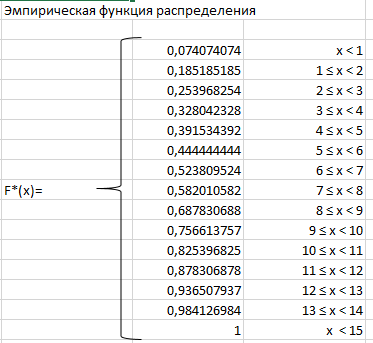 Эмпирическая функция распределения
0,074074074 x < 1
0,185185185 1 ≤ x < 2
0,253968254 2 ≤ x < 3
0,328042328 3 ≤ x < 4
0,391534392 4 ≤ x < 5
0,444444444 5 ≤ x < 6
0,523809524 6 ≤ x < 7
F*(x)= 0,582010582 7 ≤ x < 8
0,687830688 8 ≤ x < 9
0,756613757 9 ≤ x < 10
0,825396825 10 ≤ x < 11
0,878306878 11 ≤ x < 12
0,936507937 12 ≤ x < 13
0,984126984 13 ≤ x < 14
1 x < 15